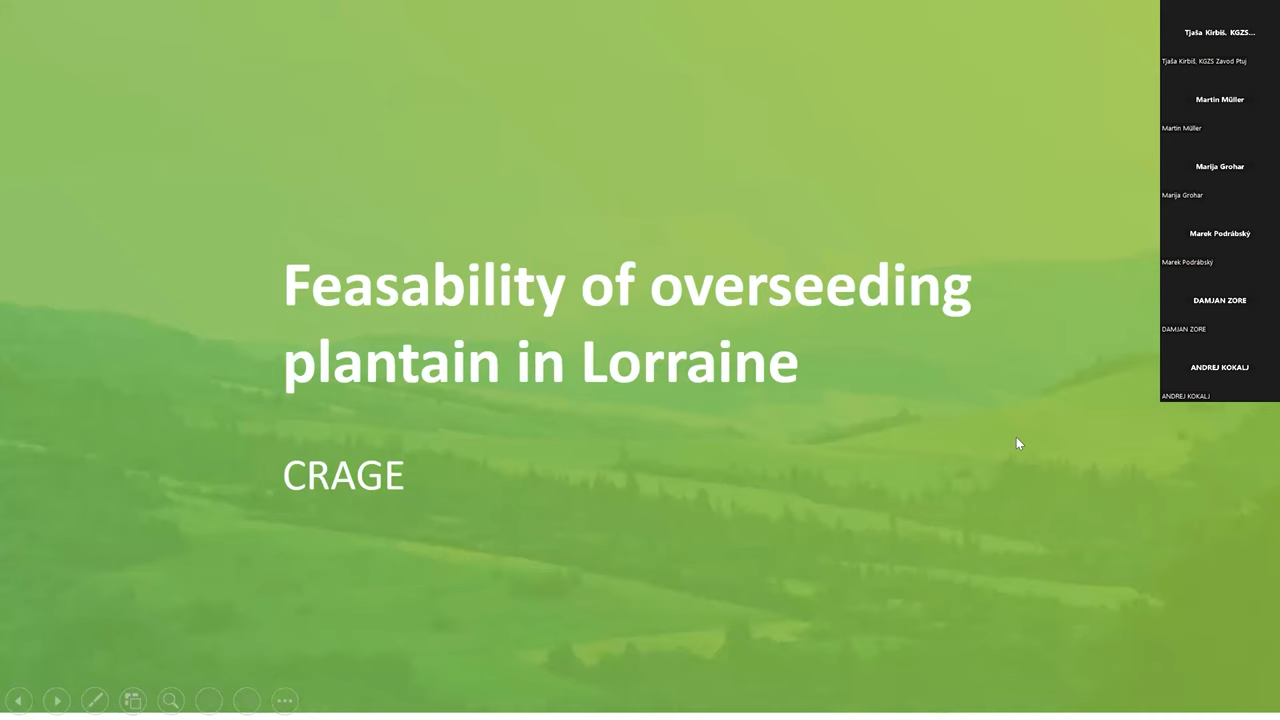 Feasability of overseeding
plantain in Lorraine
CRAGE
Tjaša Kirbiš, KGZS...
Tjaša Kirbiš, KGZS Zavod Ptuj
Martin Müller
Martin Müller
Marija Grohar
Marija Grohar
Marek Podrábský
Marek Podrábský
DAMJAN ZORE
DAMJAN ZORE
ANDREJ KOKALJ
ANDREJ KOKALJ